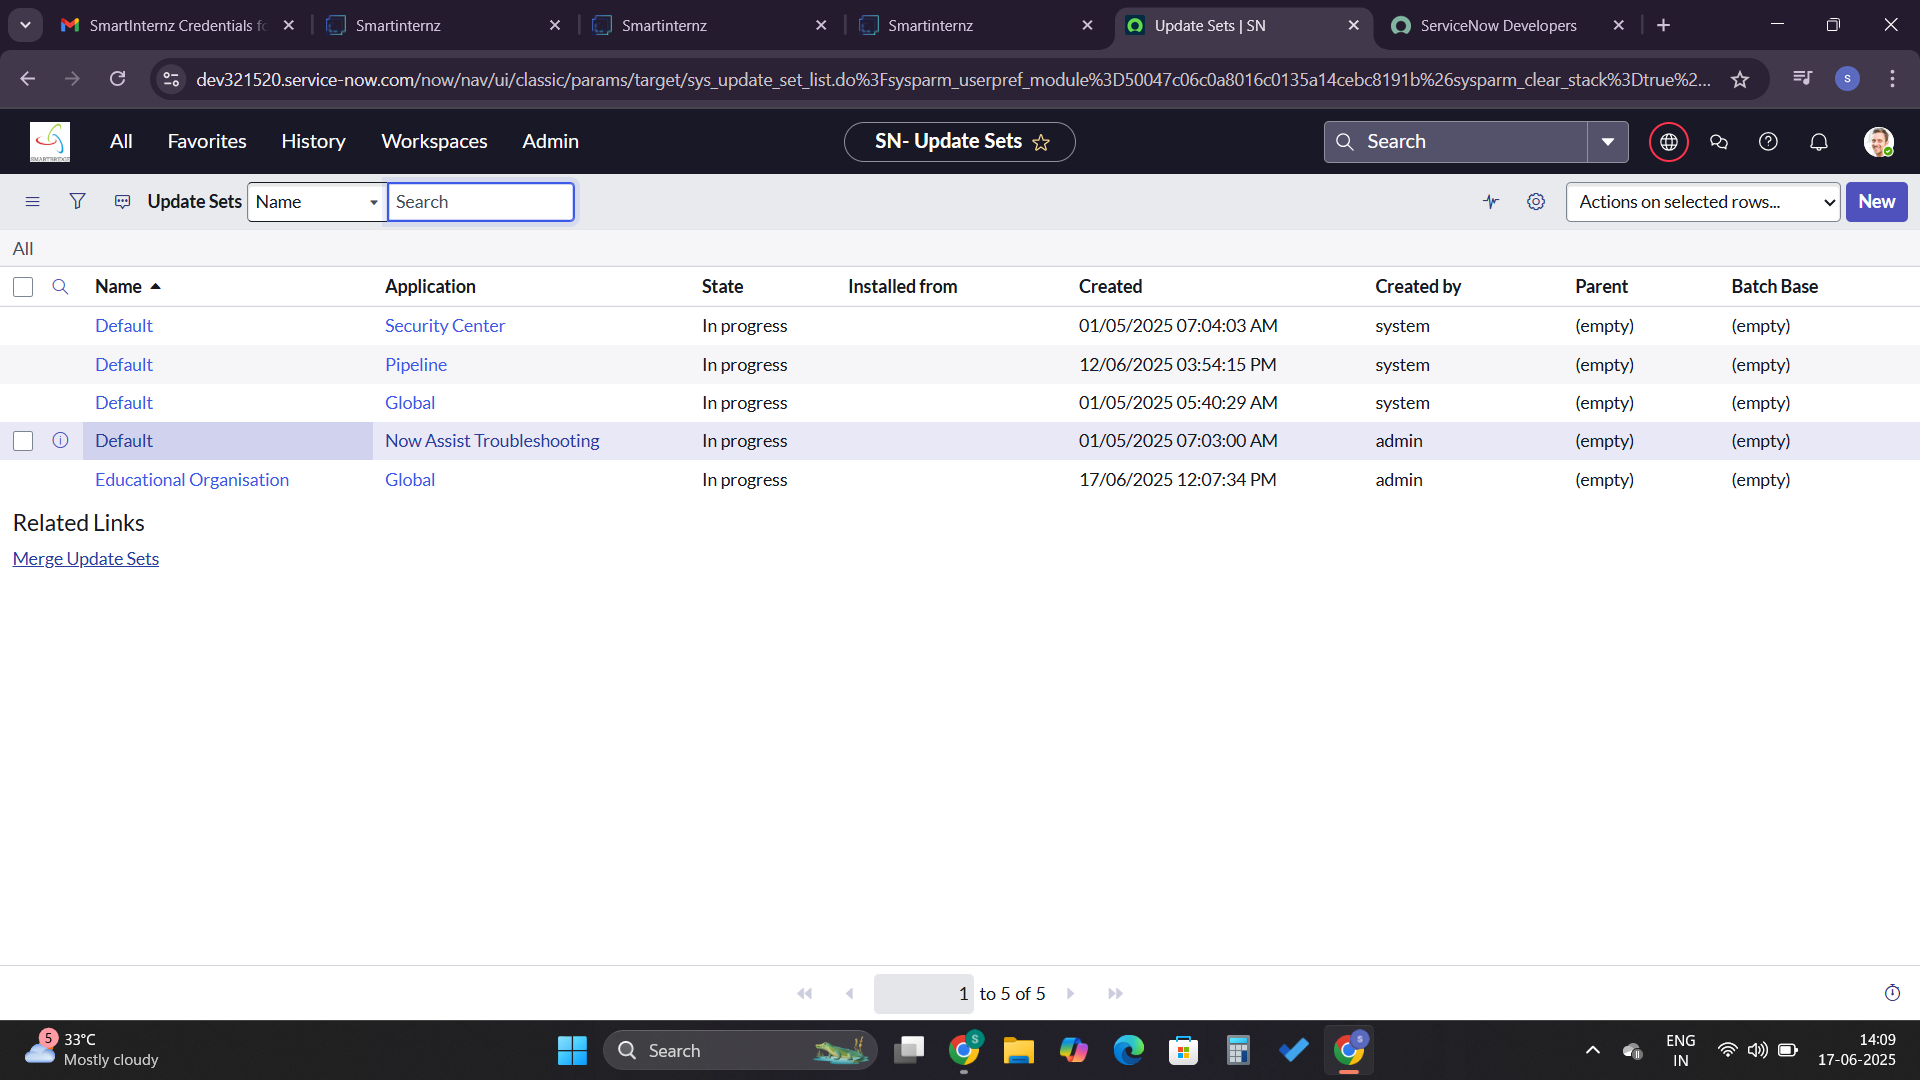 SmartInternz Credentials fo
Smartinternz
Smartinternz
Smartinternz
Update Sets | SN
ServiceNow Developers
dev321520.service-now.com/now/nav/ui/classic/params/target/sys_update_set_list.do%3Fsysparm_userpref_module%3D50047c06c0a8016c0135a14cebc8191b%26sysparm_clear_stack%3Dtrue%2...
S
SMARTBRIDGE
All Favorites History Workspaces Admin
SN- Update Sets
Search
Update Sets Name Search
Actions on selected rows... New
All
Name Application State Installed from Created Created by Parent Batch Base
Default Security Center In progress 01/05/2025 07:04:03 AM system (empty) (empty)
Default Pipeline In progress 12/06/2025 03:54:15 PM system (empty) (empty)
Default Global In progress 01/05/2025 05:40:29 AM system (empty) (empty)
Default Now Assist Troubleshooting In progress 01/05/2025 07:03:00 AM admin (empty) (empty)
Educational Organisation Global In progress 17/06/2025 12:07:34 PM admin (empty) (empty)
Related Links
Merge Update Sets
1 to 5 of 5
5
33°C
Mostly cloudy
Search
S
S
ENG
IN
14:09
17-06-2025